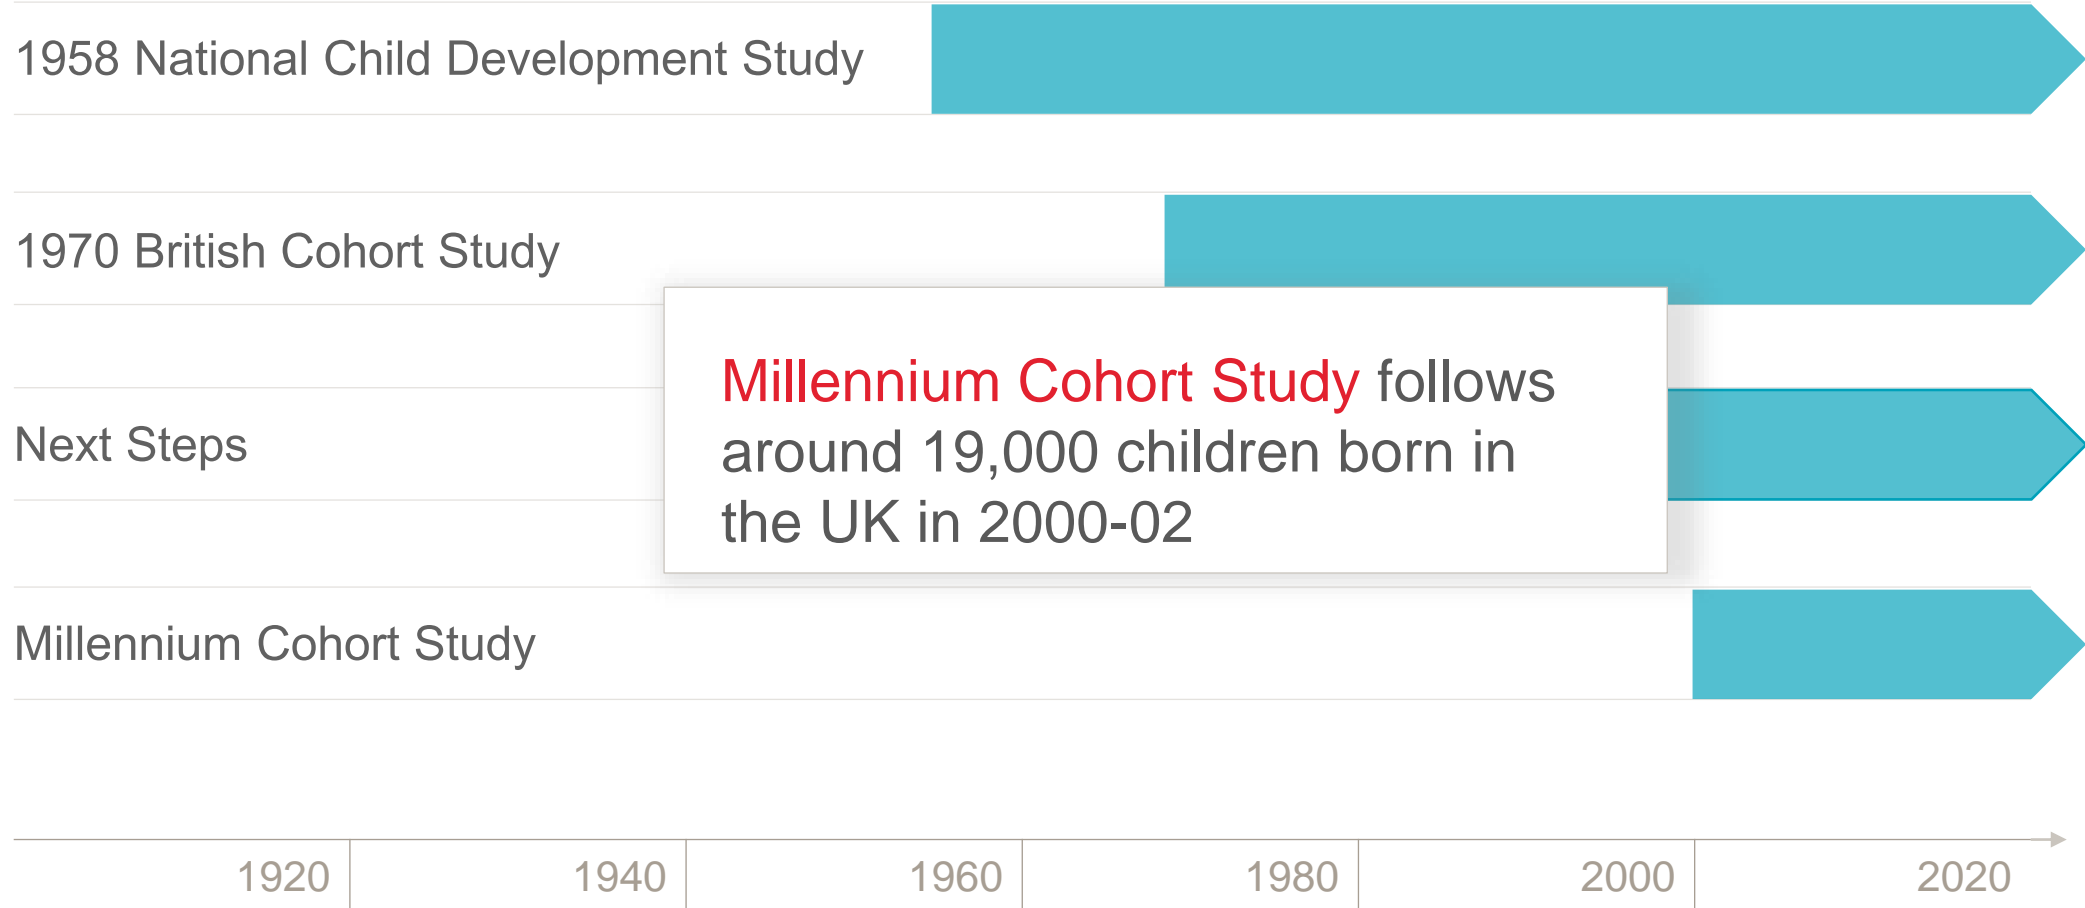 1958 National Child Development Study
1970 British Cohort Study
Millennium Cohort Study follows
around 19,000 children born in
the UK in 2000-02
Next Steps
Millennium Cohort Study
1920 1940 1960 1980 2000 2020